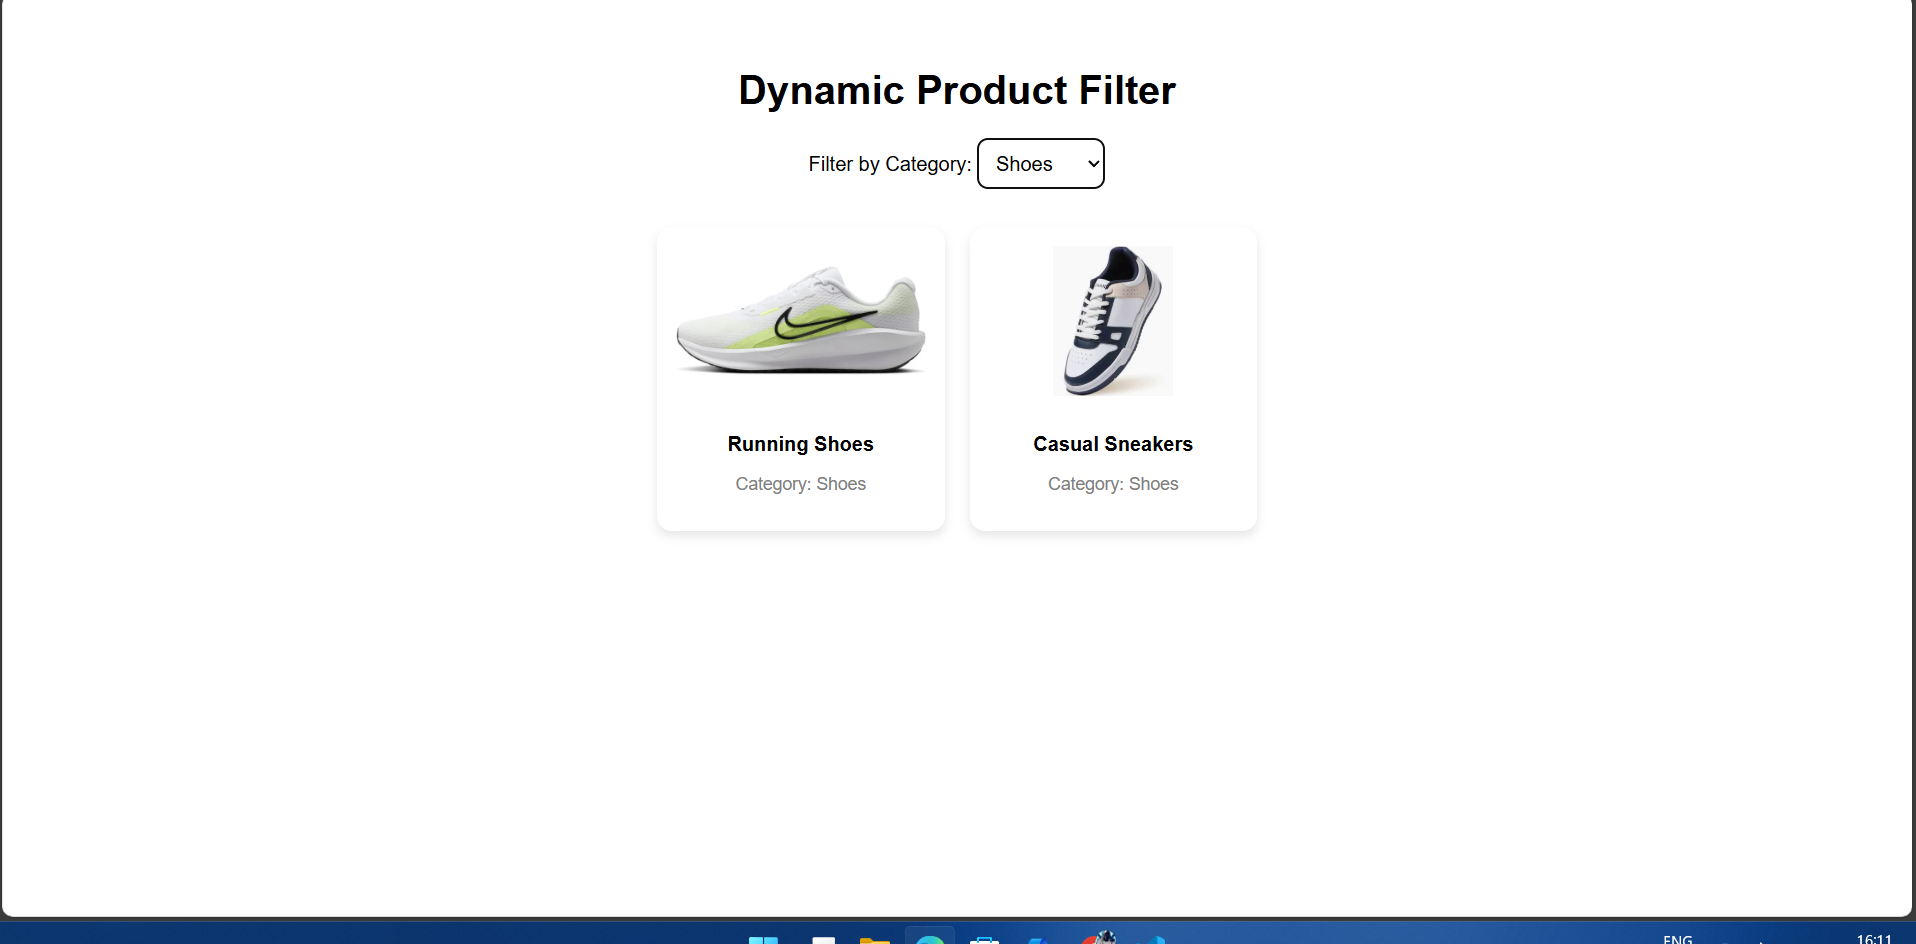 Dynamic Product Filter
Filter by Category: Shoes
Running Shoes
Casual Sneakers
Category: Shoes
Category: Shoes
ENG
16:11